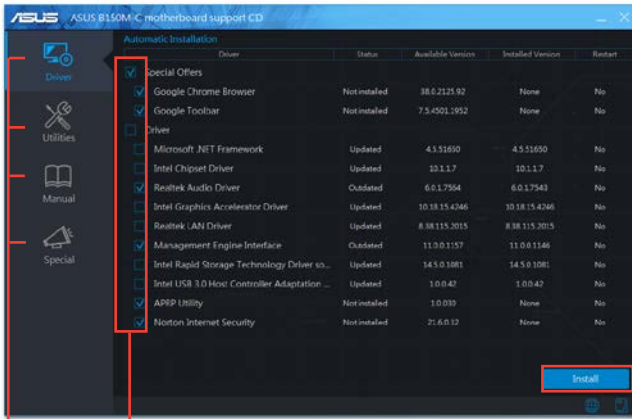 ASUS ASUS B150M-C motherboard support CD
Driver
Utilities
Manual
Special
Automatic Installation
Driver Status Available Version Installed Version Restart
Special Offers
Google Chrome Browser Not installed 38.0.2125.92 None No
Google Toolbar Not installed 7.5.4501.1952 None No
Driver
Microsoft .NET Framework Updated 4.5.51650 4.5.51650 No
Intel Chipset Driver Updated 10.1.1.7 10.1.1.7 No
Realtek Audio Driver Outdated 6.0.1.7564 6.0.1.7543 No
Intel Graphics Accelerator Driver Updated 10.18.15.4246 10.18.15.4246 No
Realtek LAN Driver Updated 8.38.115.2015 8.38.115.2015 No
Management Engine Interface Outdated 11.0.0.1157 11.0.0.1146 No
Intel Rapid Storage Technology Driver so... Updated 14.5.0.1081 14.5.0.1081 No
Intel USB 3.0 Host Controller Adaptation ... Updated 1.0.0.42 1.0.0.42 No
APRP Utility Not installed 1.0.030 None No
Norton Internet Security Not installed 21.6.0.32 None No
Install